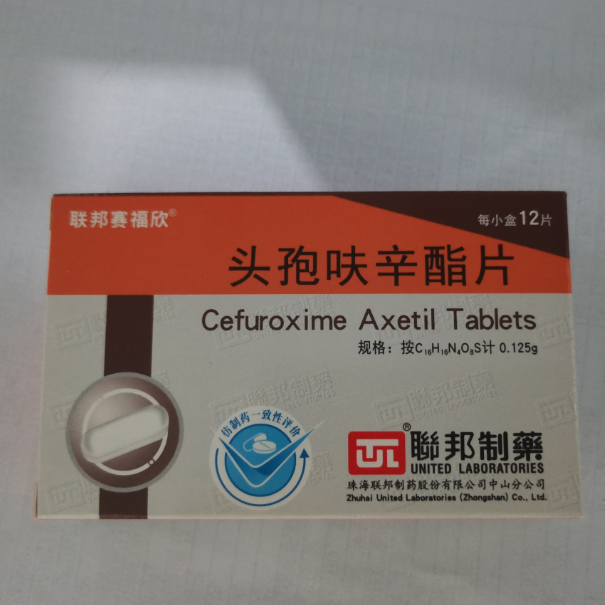 联邦赛福欣®
每小盒12片
头孢呋辛酯片
Cefuroxime Axetil Tablets
规格：按C₁₆H₁₆N₄O₈S计 0.125g
仿制药一致性评价
®
聯邦制藥
UNITED LABORATORIES
珠海联邦制药股份有限公司中山分公司
Zhuhai United Laboratories (Zhongshan) Co., Ltd.